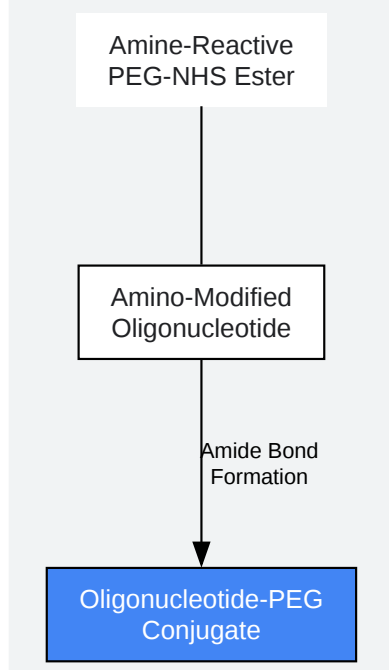 Amine-Reactive
PEG-NHS Ester
Amino-Modified
Oligonucleotide
Amide Bond
Formation
Oligonucleotide-PEG
Conjugate